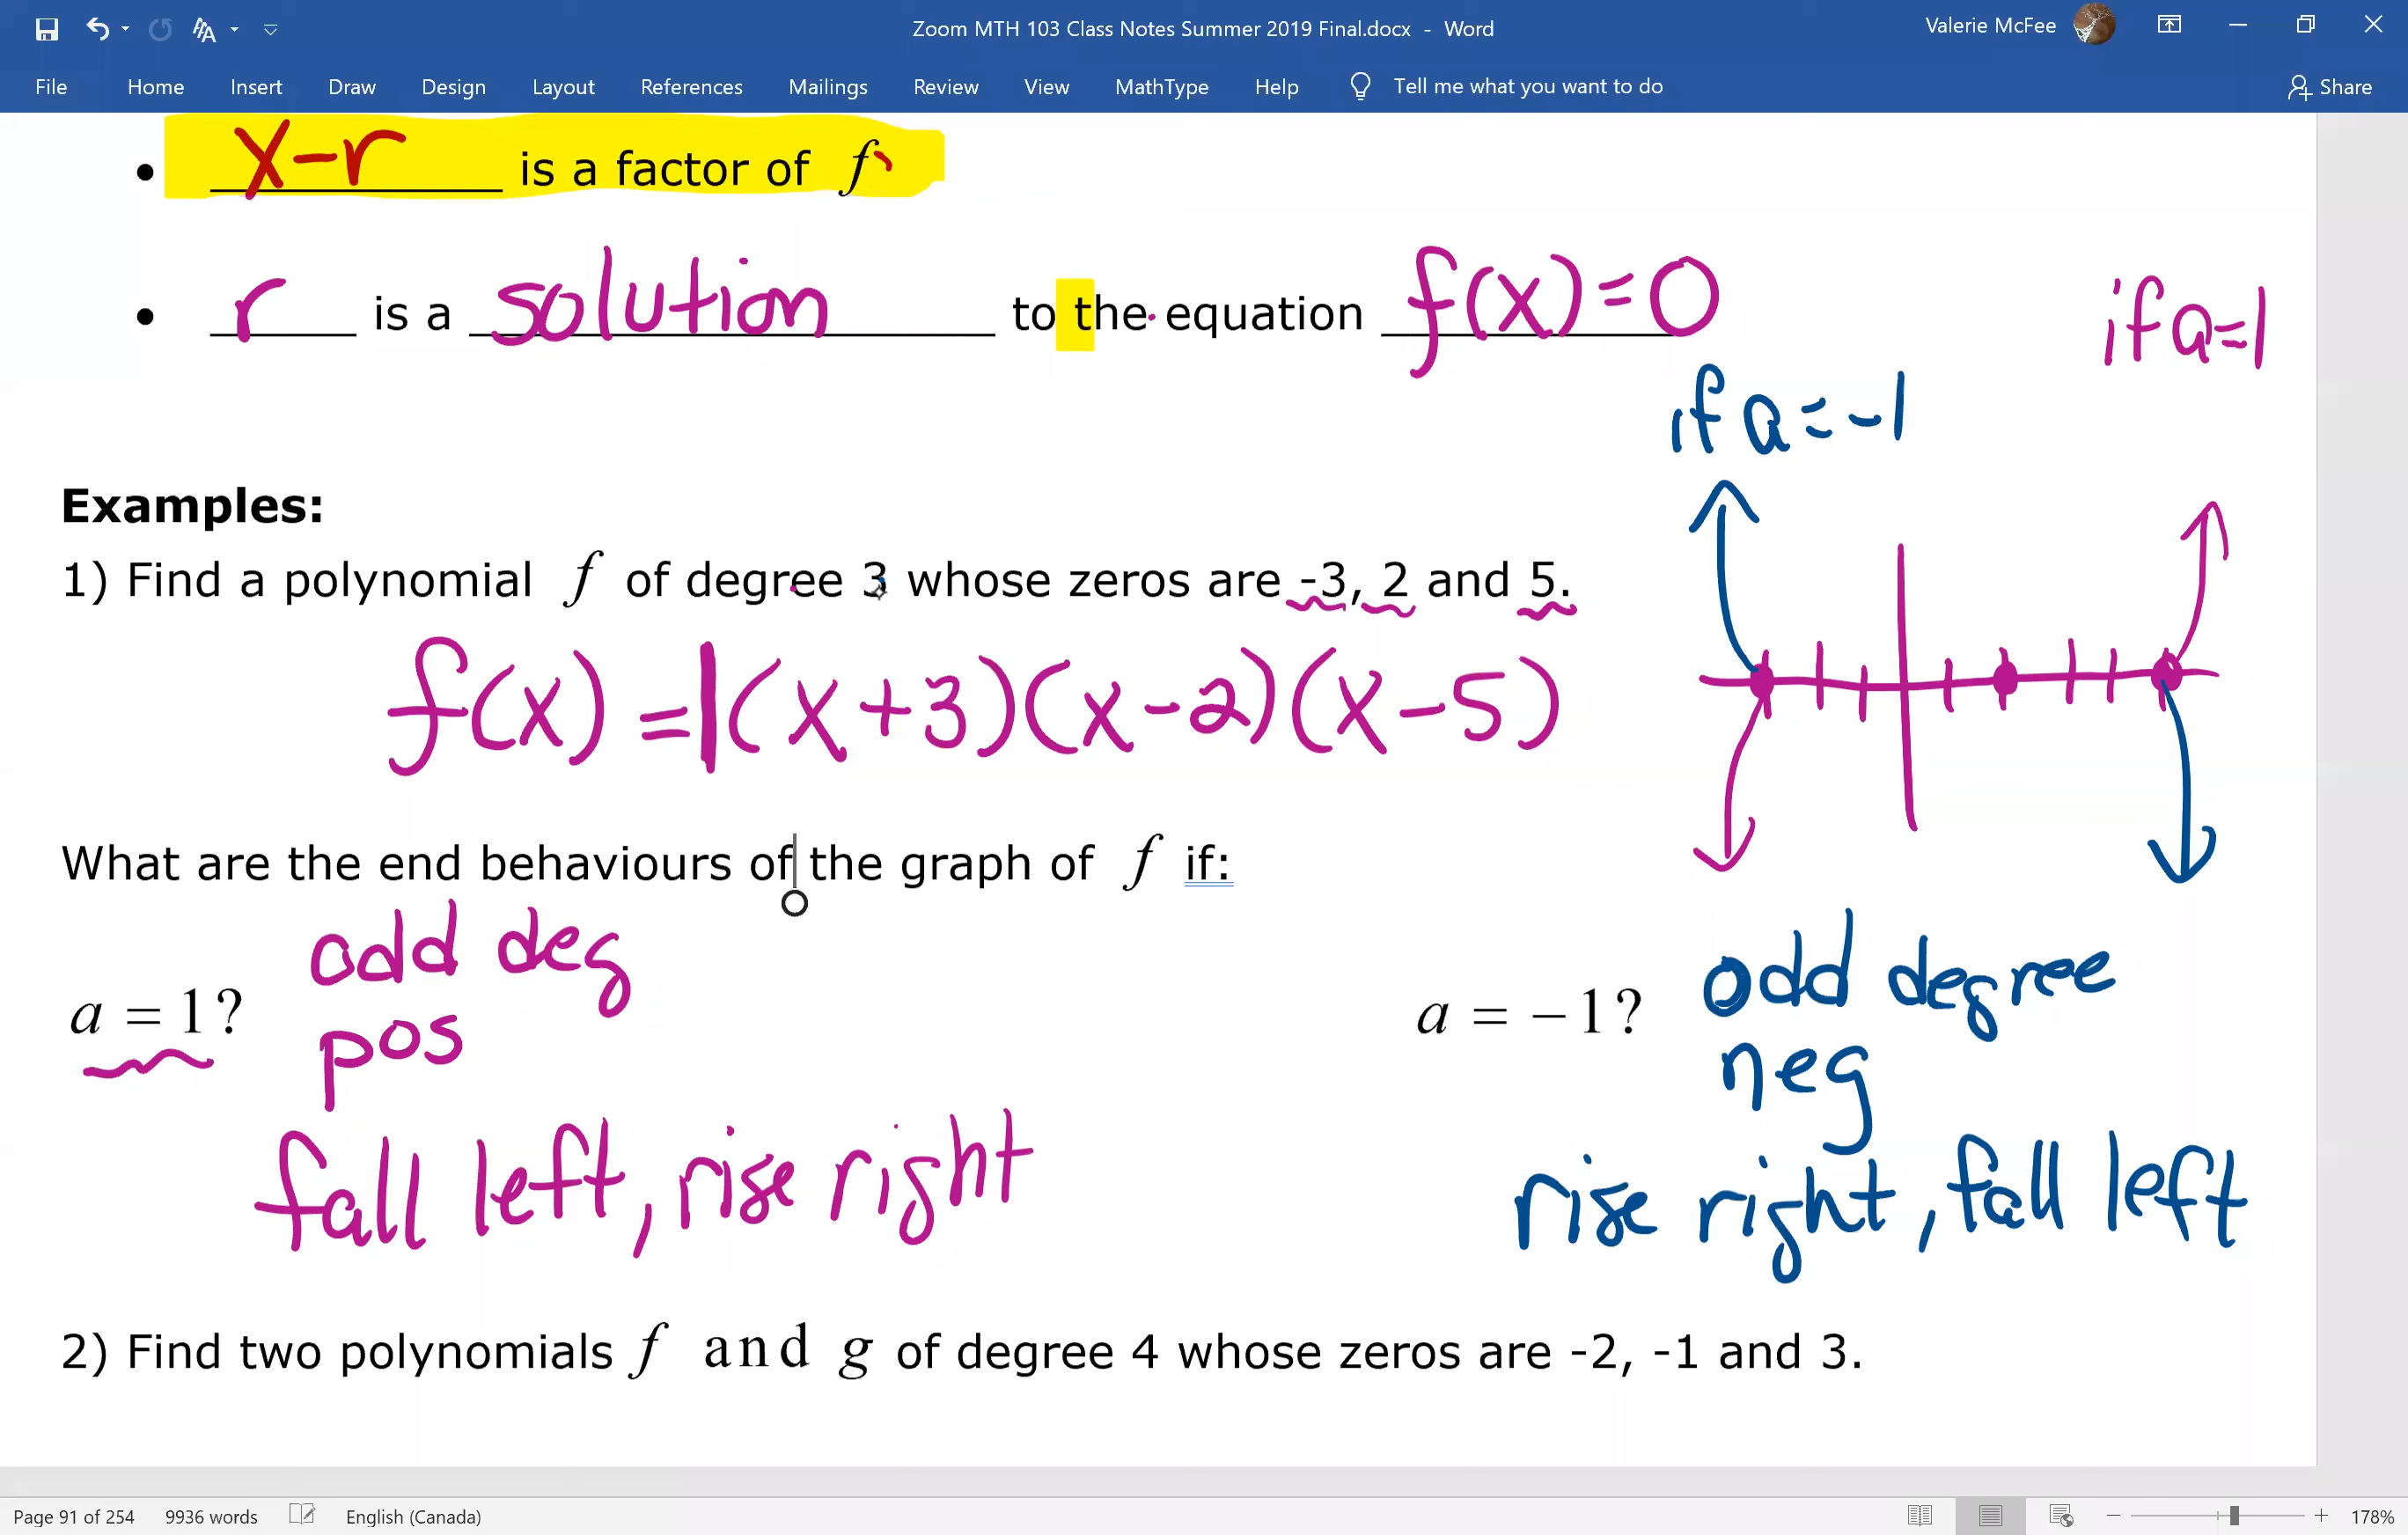 Zoom MTH 103 Class Notes Summer 2019 Final.docx - Word
Valerie McFee
File Home Insert Draw Design Layout References Mailings Review View MathType Help Tell me what you want to do Share
• x-r is a factor of f
• r is a solution to the equation f(x)=0
if a=1
if a=-1
Examples:
1) Find a polynomial f of degree 3 whose zeros are -3, 2 and 5.
f(x)=1(x+3)(x-2)(x-5)
What are the end behaviours of the graph of f if:
a = 1? odd deg
pos
fall left, rise right
a = -1? odd degree
neg
rise right, fall left
2) Find two polynomials f and g of degree 4 whose zeros are -2, -1 and 3.
Page 91 of 254 9936 words English (Canada) 178%